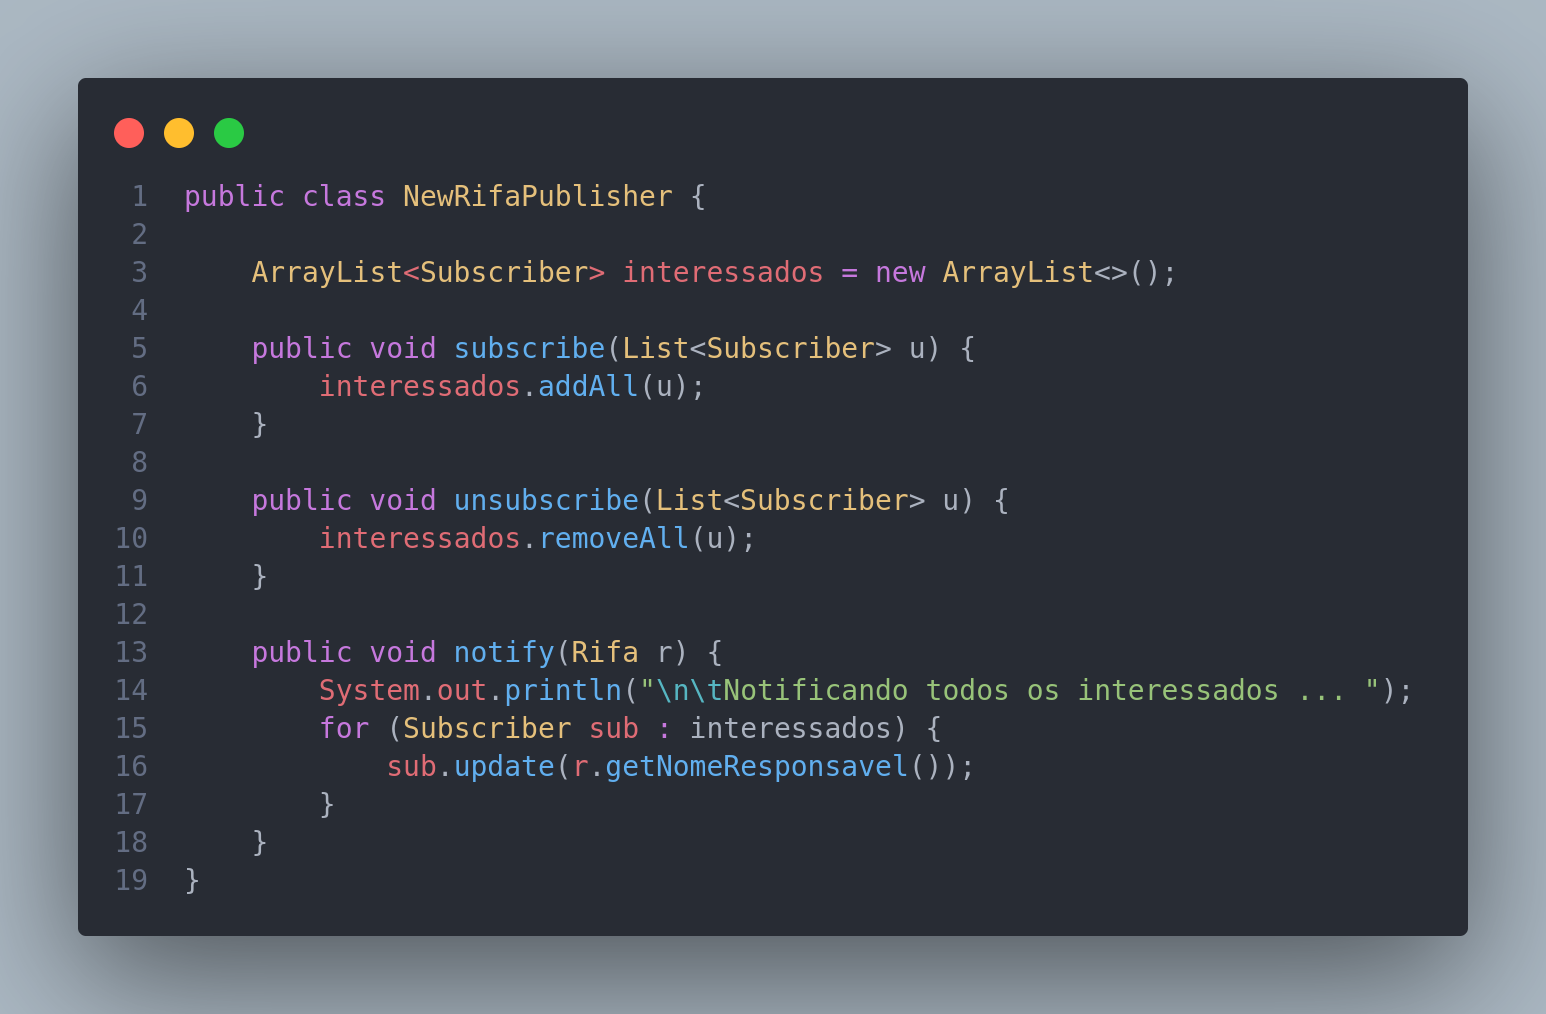 1 public class NewRifaPublisher {
2
3     ArrayList<Subscriber> interessados = new ArrayList<>();
4
5     public void subscribe(List<Subscriber> u) {
6         interessados.addAll(u);
7     }
8
9     public void unsubscribe(List<Subscriber> u) {
10         interessados.removeAll(u);
11     }
12
13     public void notify(Rifa r) {
14         System.out.println("\n\tNotificando todos os interessados ... ");
15         for (Subscriber sub : interessados) {
16             sub.update(r.getNomeResponsavel());
17         }
18     }
19 }